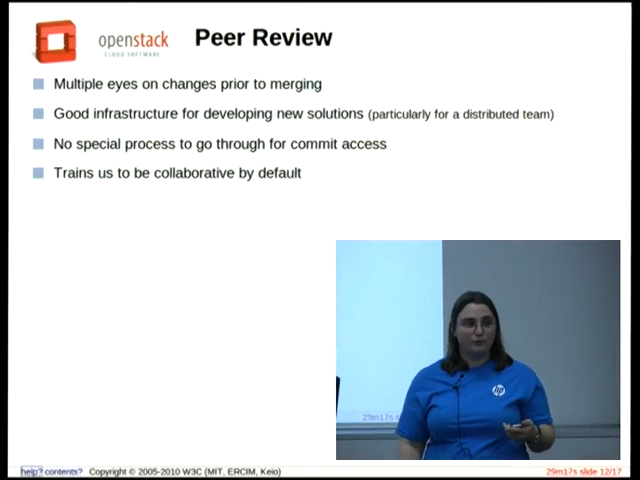 openstack
CLOUD SOFTWARE
Peer Review
Multiple eyes on changes prior to merging
Good infrastructure for developing new solutions (particularly for a distributed team)
No special process to go through for commit access
Trains us to be collaborative by default
hp
29m17s s
help? contents? Copyright © 2005-2010 W3C (MIT, ERCIM, Keio)
29m17s slide 12/17